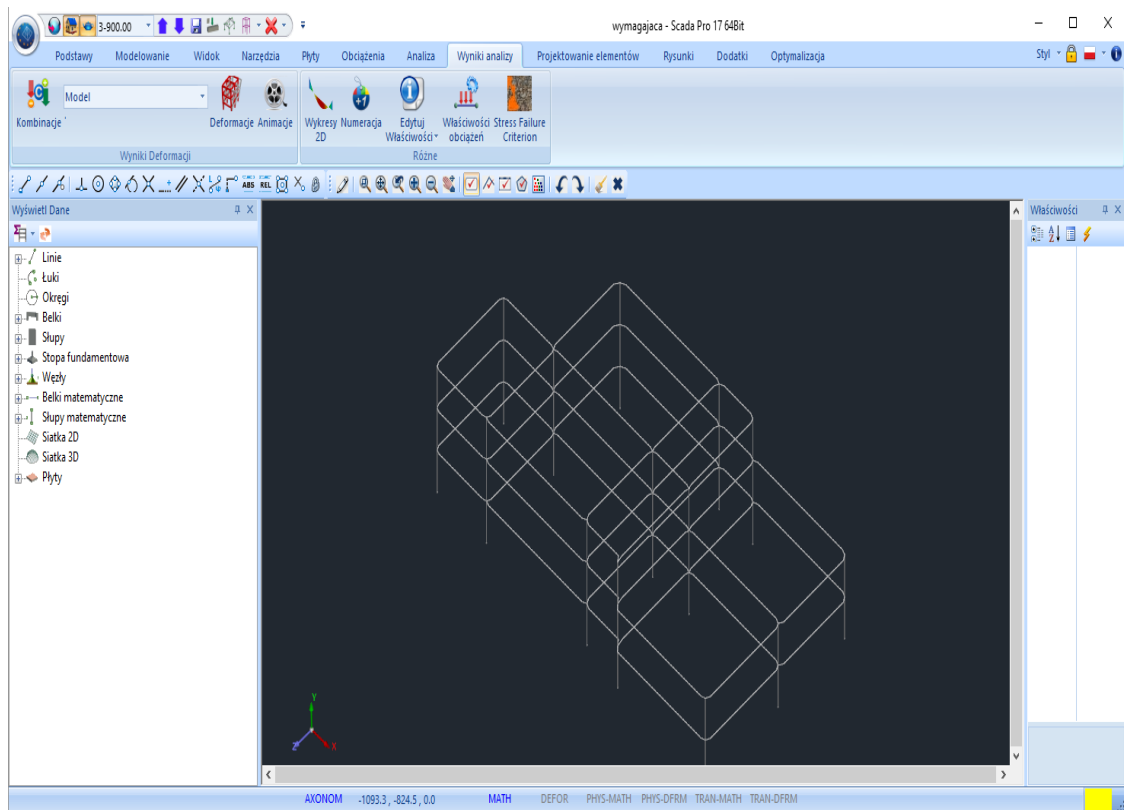 3-900.00
wymagajaca - Scada Pro 17 64Bit
Podstawy Modelowanie Widok Narzędzia Płyty Obciążenia Analiza Wyniki analizy Projektowanie elementów Rysunki Dodatki Optymalizacja Styl
Model
Kombinacje Deformacje Animacje Wykresy 2D Numeracja Edytuj Właściwości Właściwości obciążeń Stress Failure Criterion
Wyniki Deformacji Różne
ABS REL
Wyświetl Dane
Właściwości
Linie
Łuki
Okręgi
Belki
Słupy
Stopa fundamentowa
Węzły
Belki matematyczne
Słupy matematyczne
Siatka 2D
Siatka 3D
Płyty
Y
Z X
AXONOM -1093.3 , -824.5 , 0.0 MATH DEFOR PHYS-MATH PHYS-DFRM TRAN-MATH TRAN-DFRM